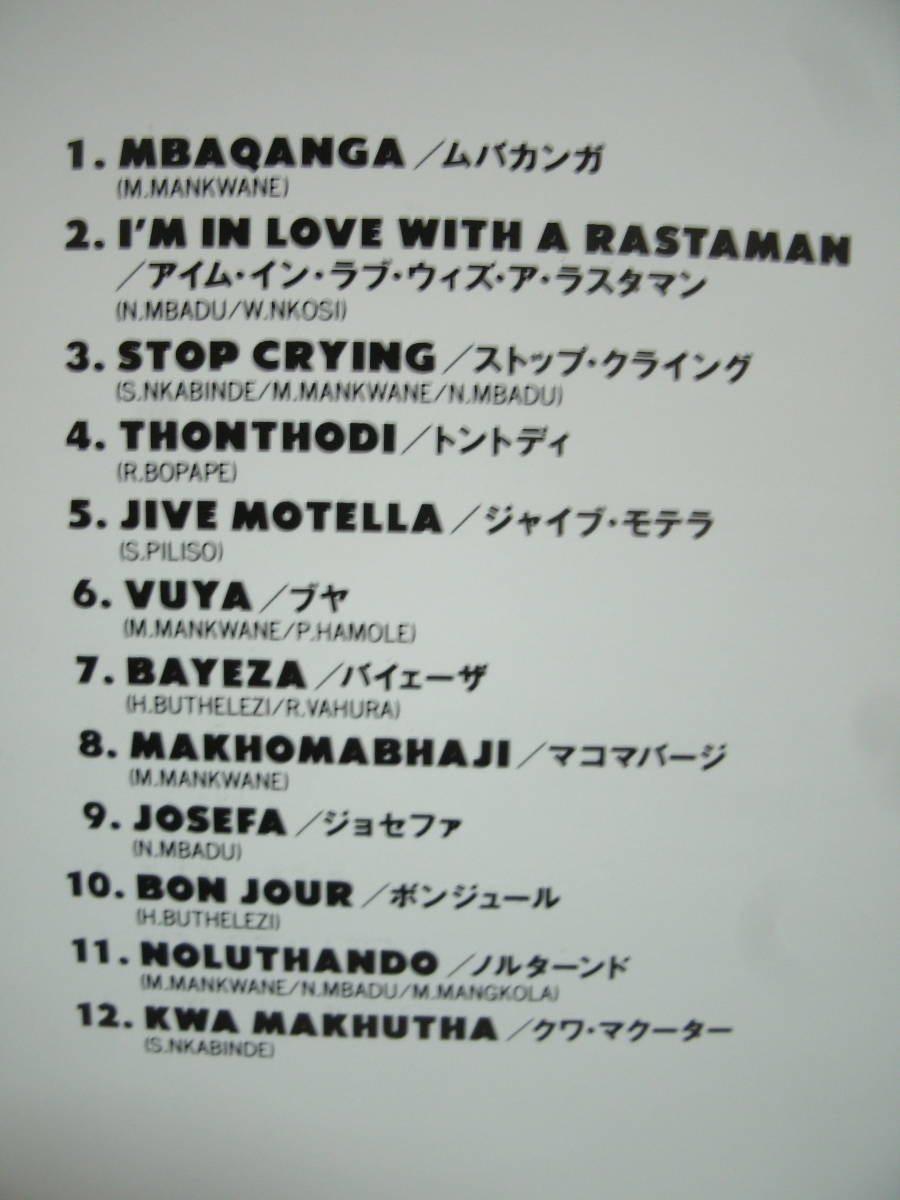 1. MBAQANGA／ムバカンガ
(M.MANKWANE)
2. I'M IN LOVE WITH A RASTAMAN
／アイム・イン・ラブ・ウィズ・ア・ラスタマン
(N.MBADU/W.NKOSI)
3. STOP CRYING／ストップ・クライング
(S.NKABINDE/M.MANKWANE/N.MBADU)
4. THONTHODI／トントディ
(R.BOPAPE)
5. JIVE MOTELLA／ジャイブ・モテラ
(S.PILISO)
6. VUYA／ブヤ
(M.MANKWANE/P.HAMOLE)
7. BAYEZA／バイェーザ
(H.BUTHELEZI/R.VAHURA)
8. MAKHOMABHAJI／マコマバージ
(M.MANKWANE)
9. JOSEFA／ジョセファ
(N.MBADU)
10. BON JOUR／ボンジュール
(H.BUTHELEZI)
11. NOLUTHANDO／ノルターンド
(M.MANKWANE/N.MBADU/M.MANGKOLA)
12. KWA MAKHUTHA／クワ・マクーター
(S.NKABINDE)